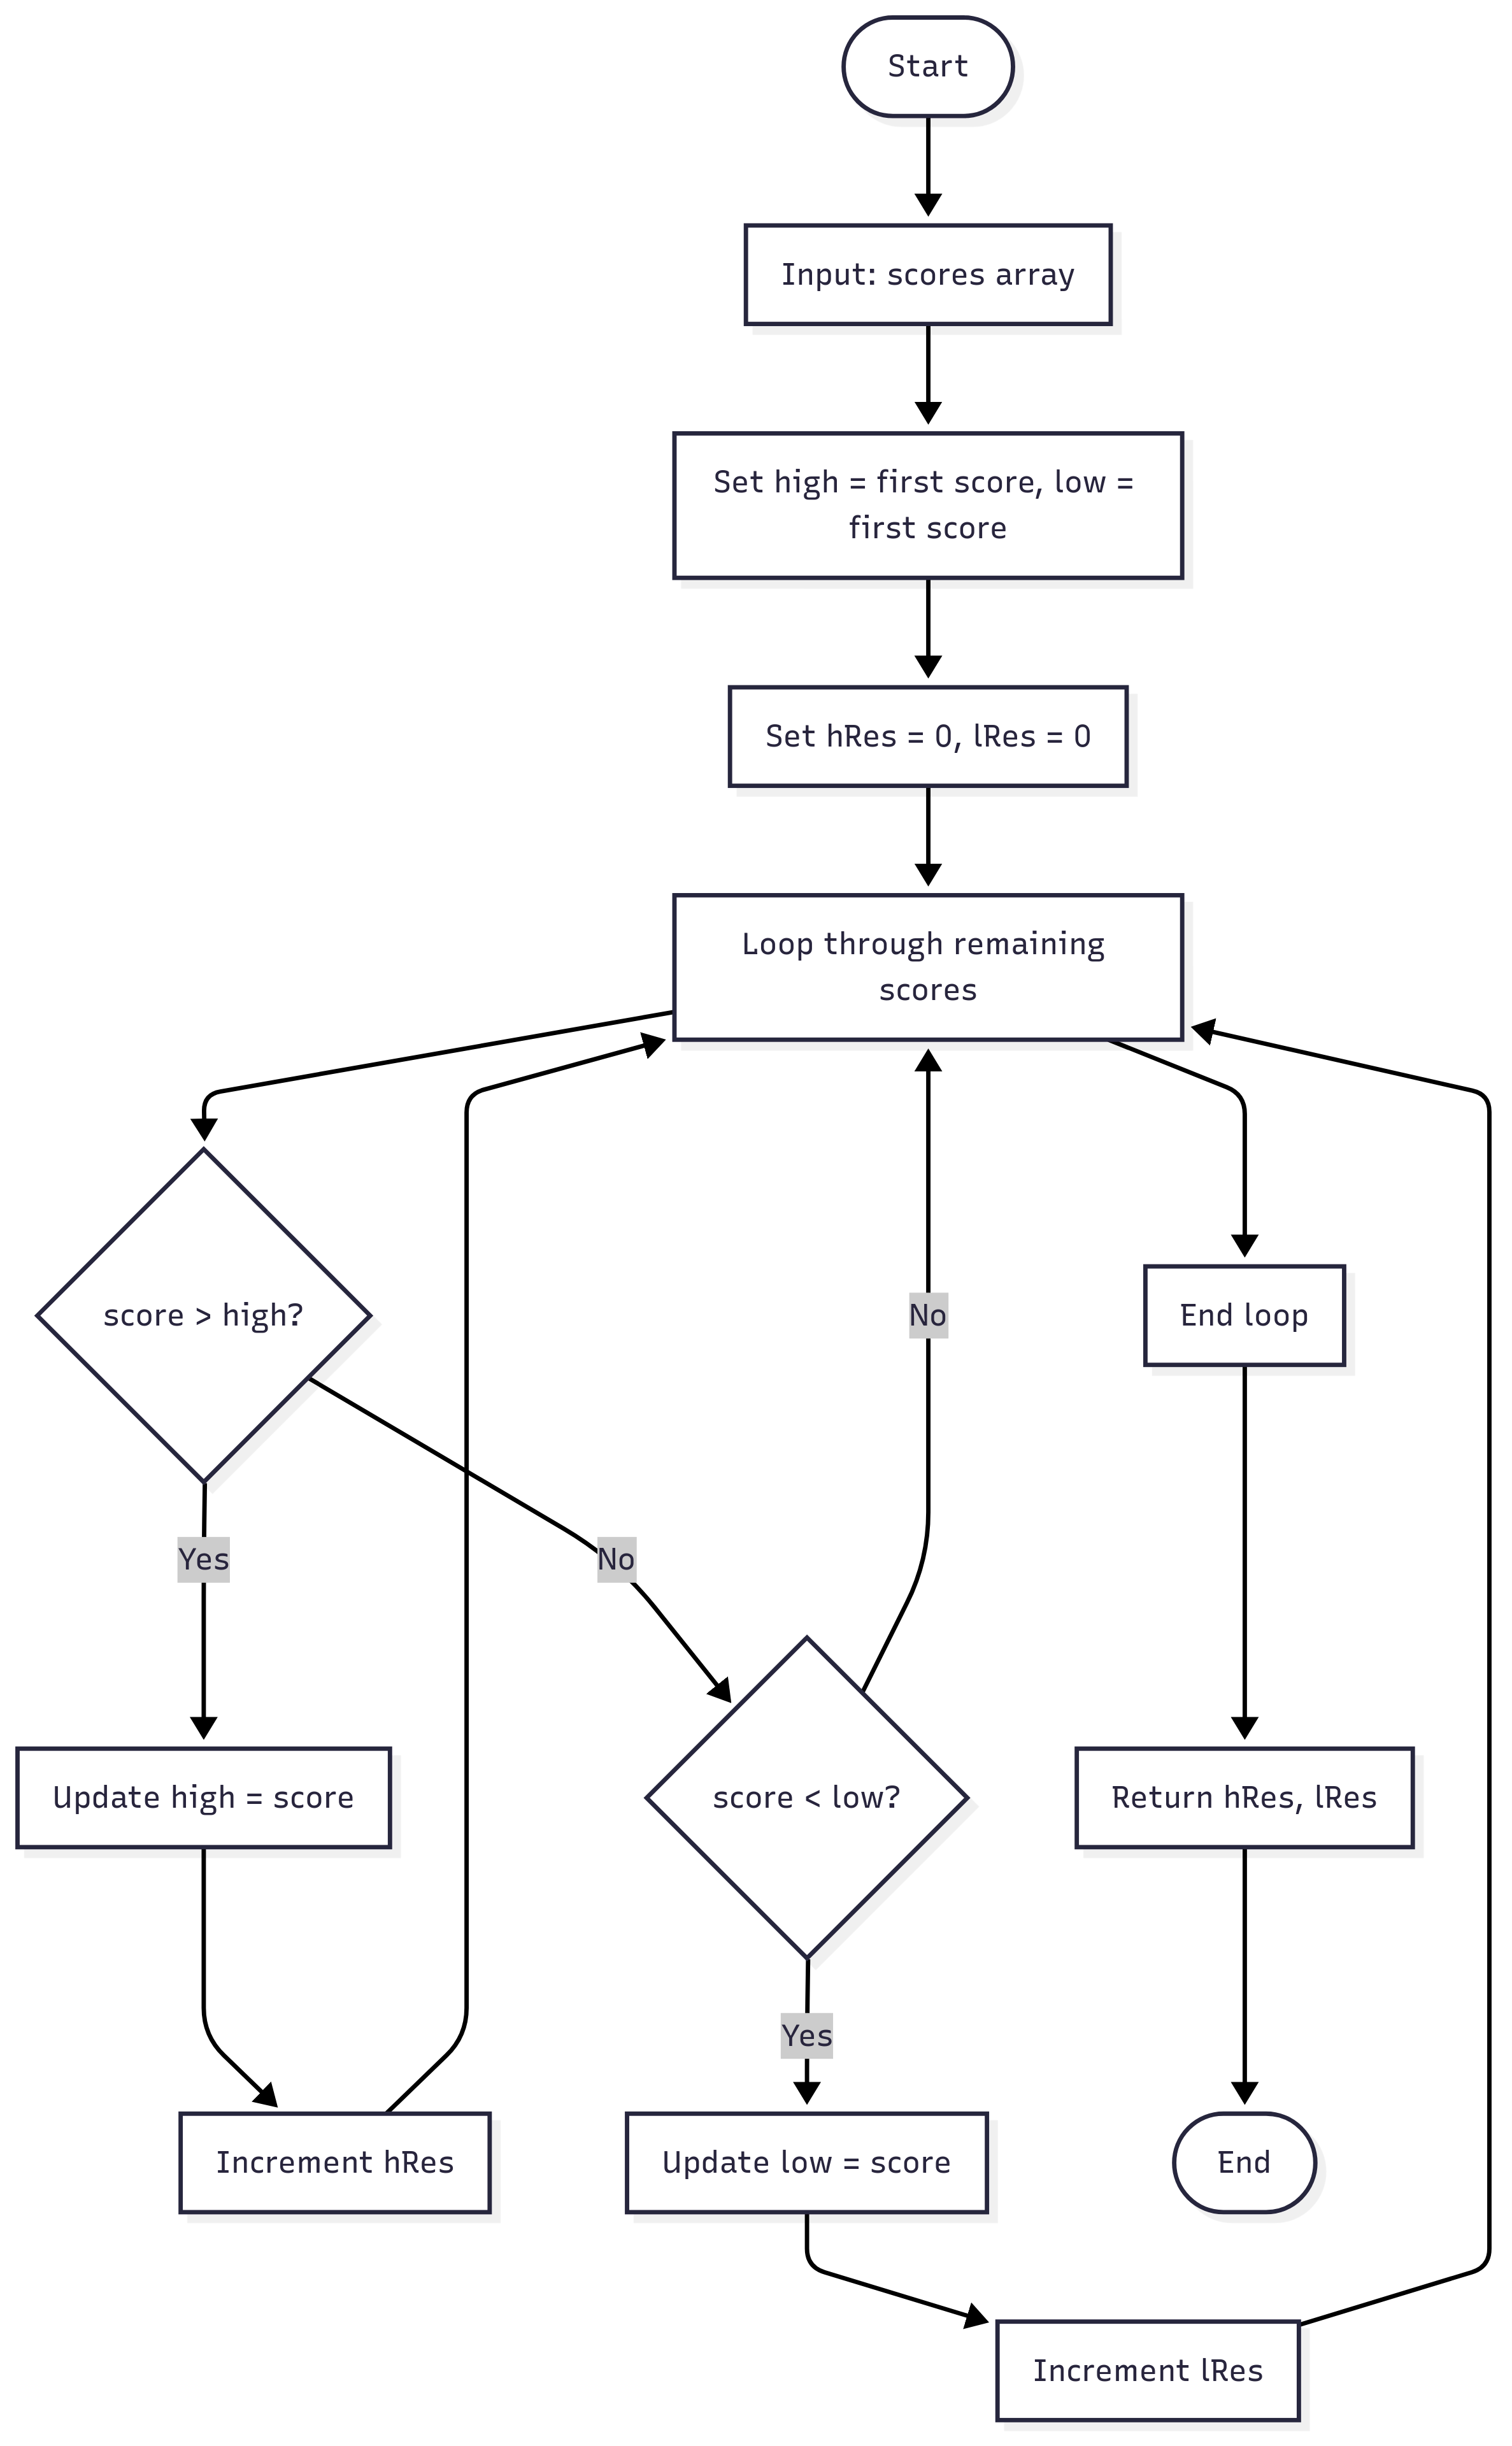 Start
Input: scores array
Set high = first score, low =
first score
Set hRes = 0, lRes = 0
Loop through remaining
scores
score > high?
No
End loop
Yes
No
Update high = score
score < low?
Return hRes, lRes
Yes
Increment hRes
Update low = score
End
Increment lRes